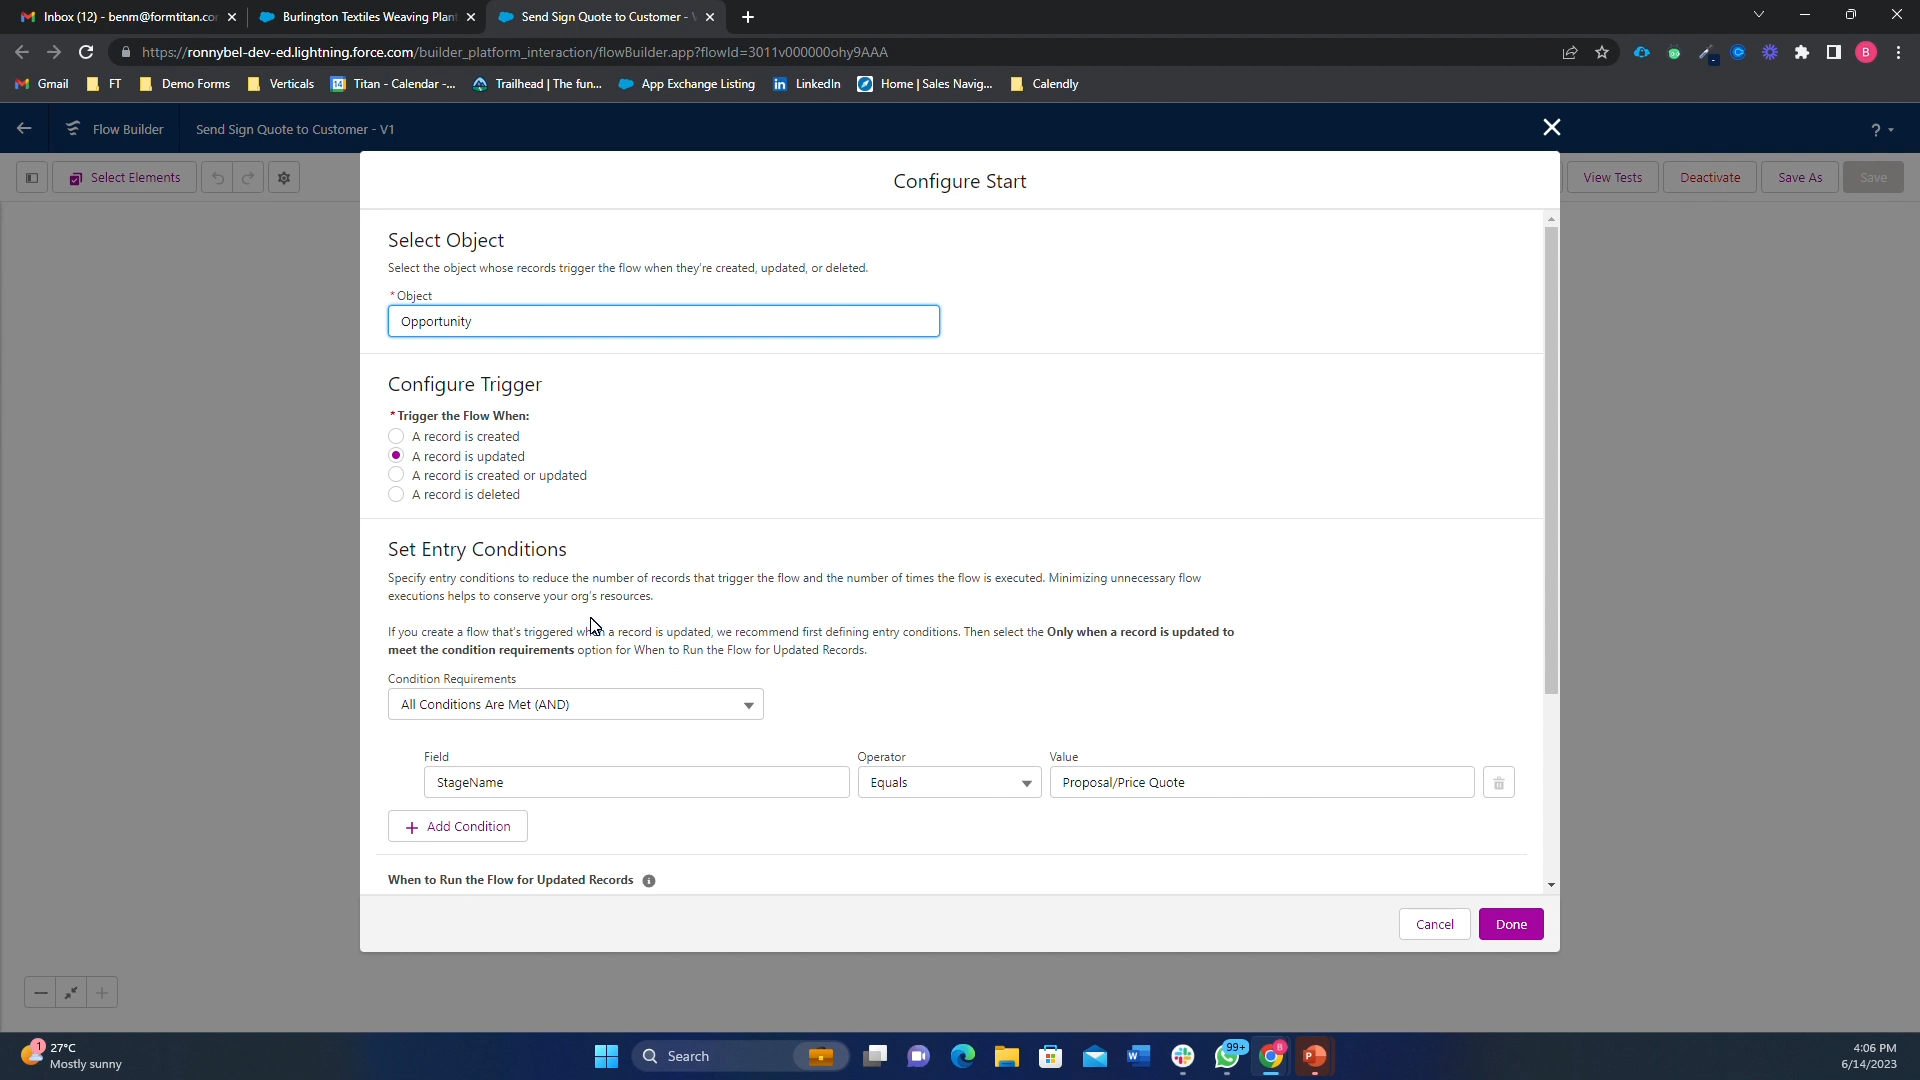 Inbox (12) - benm@formtitan.co
Burlington Textiles Weaving Plant
Send Sign Quote to Customer -
https://ronnybel-dev-ed.lightning.force.com/builder_platform_interaction/flowBuilder.app?flowId=3011v000000ohy9AAA
Gmail
FT
Demo Forms
Verticals
Titan - Calendar -...
Trailhead | The fun...
App Exchange Listing
LinkedIn
Home | Sales Navig...
Calendly
Flow Builder
Send Sign Quote to Customer - V1
?
Select Elements
View Tests
Deactivate
Save As
Save
Configure Start
Select Object
Select the object whose records trigger the flow when they're created, updated, or deleted.
* Object
Opportunity
Configure Trigger
* Trigger the Flow When:
A record is created
A record is updated
A record is created or updated
A record is deleted
Set Entry Conditions
Specify entry conditions to reduce the number of records that trigger the flow and the number of times the flow is executed. Minimizing unnecessary flow
executions helps to conserve your org's resources.
If you create a flow that's triggered when a record is updated, we recommend first defining entry conditions. Then select the Only when a record is updated to
meet the condition requirements option for When to Run the Flow for Updated Records.
Condition Requirements
All Conditions Are Met (AND)
Field
Operator
Value
StageName
Equals
Proposal/Price Quote
+ Add Condition
When to Run the Flow for Updated Records
Cancel
Done
1
27°C
Mostly sunny
Search
99+
4:06 PM
6/14/2023